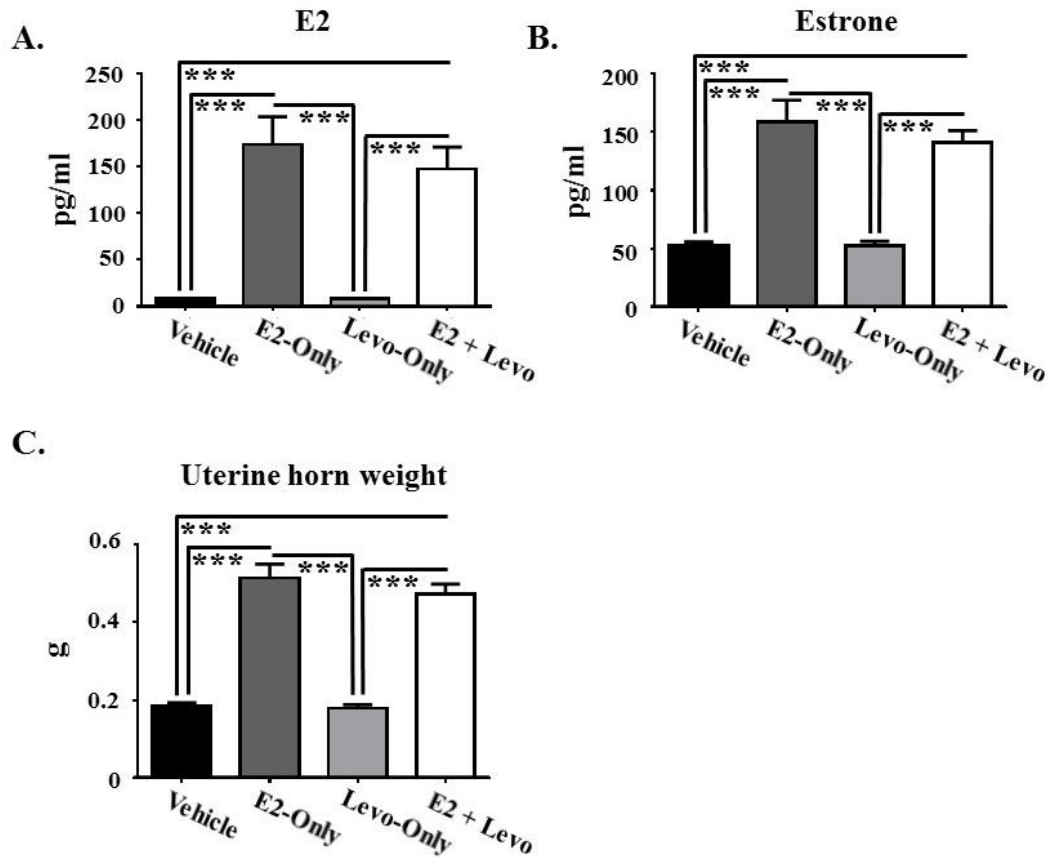 A.
E2
pg/ml
250
200
150
100
50
0
***
***
***
***
Vehicle
E2-Only
Levo-Only
E2 + Levo
B.
Estrone
pg/ml
200
150
100
50
0
***
***
***
***
Vehicle
E2-Only
Levo-Only
E2 + Levo
C.
Uterine horn weight
g
0.6
0.4
0.2
0
***
***
***
***
Vehicle
E2-Only
Levo-Only
E2 + Levo